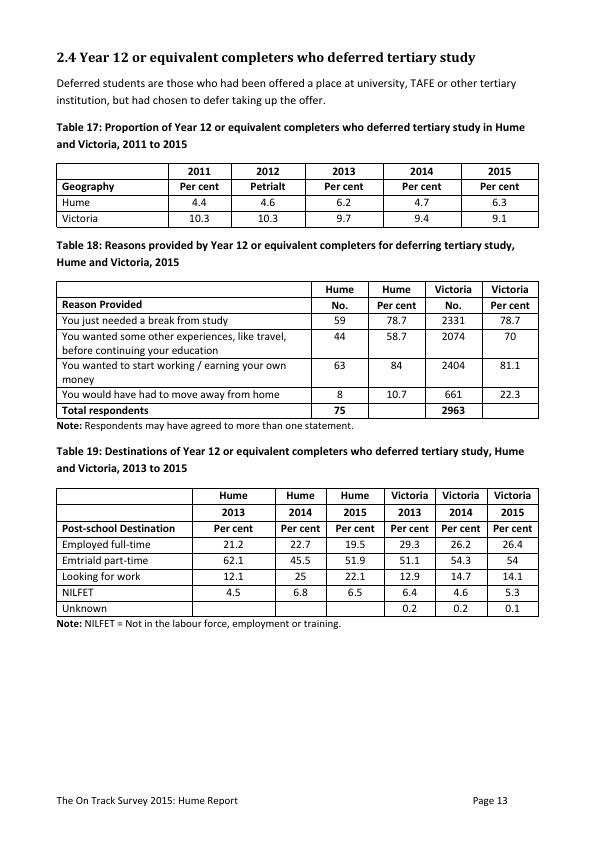 2.4 Year 12 or equivalent completers who deferred tertiary study
Deferred students are those who had been offered a place at university, TAFE or other tertiary
institution, but had chosen to defer taking up the offer.
Table 17: Proportion of Year 12 or equivalent completers who deferred tertiary study in Hume
and Victoria, 2011 to 2015
2011 2012 2013 2014 2015
Geography Per cent Petrialt Per cent Per cent Per cent
Hume 4.4 4.6 6.2 4.7 6.3
Victoria 10.3 10.3 9.7 9.4 9.1
Table 18: Reasons provided by Year 12 or equivalent completers for deferring tertiary study,
Hume and Victoria, 2015
Hume Hume Victoria Victoria
Reason Provided No. Per cent No. Per cent
You just needed a break from study 59 78.7 2331 78.7
You wanted some other experiences, like travel, 44 58.7 2074 70
before continuing your education
You wanted to start working / earning your own 63 84 2404 81.1
money
You would have had to move away from home 8 10.7 661 22.3
Total respondents 75 2963
Note: Respondents may have agreed to more than one statement.
Table 19: Destinations of Year 12 or equivalent completers who deferred tertiary study, Hume
and Victoria, 2013 to 2015
Hume Hume Hume Victoria Victoria Victoria
2013 2014 2015 2013 2014 2015
Post-school Destination Per cent Per cent Per cent Per cent Per cent Per cent
Employed full-time 21.2 22.7 19.5 29.3 26.2 26.4
Emtriald part-time 62.1 45.5 51.9 51.1 54.3 54
Looking for work 12.1 25 22.1 12.9 14.7 14.1
NILFET 4.5 6.8 6.5 6.4 4.6 5.3
Unknown 0.2 0.2 0.1
Note: NILFET = Not in the labour force, employment or training.
The On Track Survey 2015: Hume Report Page 13